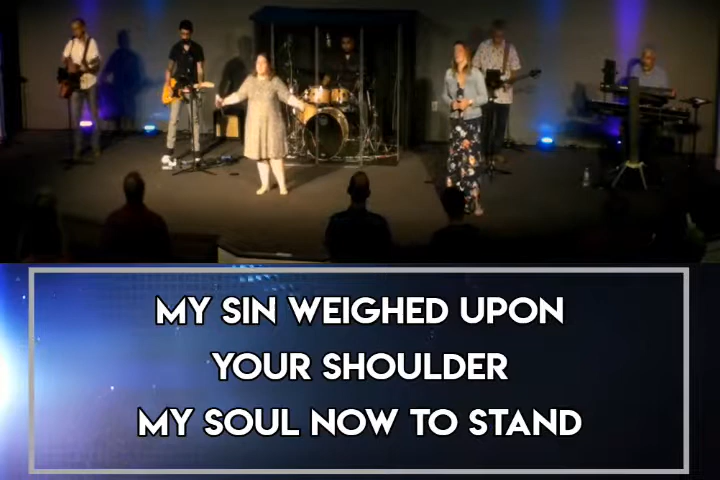 MY SIN WEIGHED UPON
YOUR SHOULDER
MY SOUL NOW TO STAND